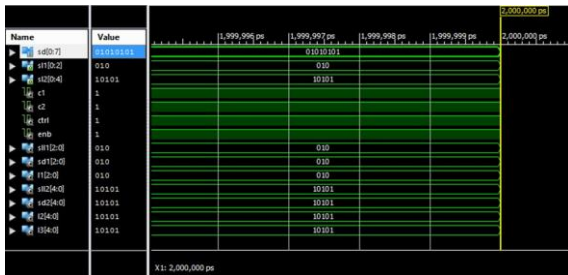 2,000,000 ps
Name Value 1,999,996 ps 1,999,997 ps 1,999,998 ps 1,999,999 ps 2,000,000 ps
sd[0:7] 01010101 01010101
sl1[0:2] 010 010
sl2[0:4] 10101 10101
c1 1
c2 1
ctrl 1
enb 1
sll1[2:0] 010 010
sd1[2:0] 010 010
l1[2:0] 010 010
sll2[4:0] 10101 10101
sd2[4:0] 10101 10101
l2[4:0] 10101 10101
l3[4:0] 10101 10101
X1: 2,000,000 ps